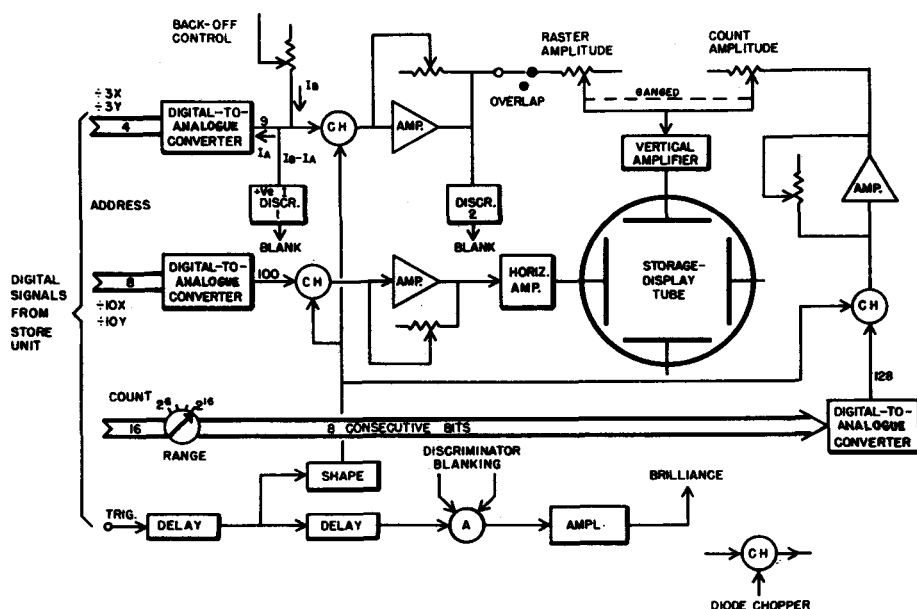 BACK-OFF
CONTROL
RASTER
AMPLITUDE
COUNT
AMPLITUDE
÷3X
÷3Y
4
DIGITAL-TO-
ANALOGUE
CONVERTER
9
IB
IA
IB-IA
CH
AMP.
OVERLAP
GANGED
VERTICAL
AMPLIFIER
AMP.
+Ve I
DISCR.
1
BLANK
DISCR.
2
BLANK
ADDRESS
8
DIGITAL-TO-
ANALOGUE
CONVERTER
100
CH
AMP.
HORIZ.
AMP.
STORAGE-
DISPLAY
TUBE
CH
÷10X
÷10Y
DIGITAL
SIGNALS
FROM
STORE
UNIT
128
COUNT
2⁶ 2¹⁶
16
8 CONSECUTIVE BITS
RANGE
DIGITAL-TO-
ANALOGUE
CONVERTER
SHAPE
DISCRIMINATOR
BLANKING
BRILLIANCE
TRIG.
DELAY
DELAY
A
AMPL
CH
DIODE CHOPPER